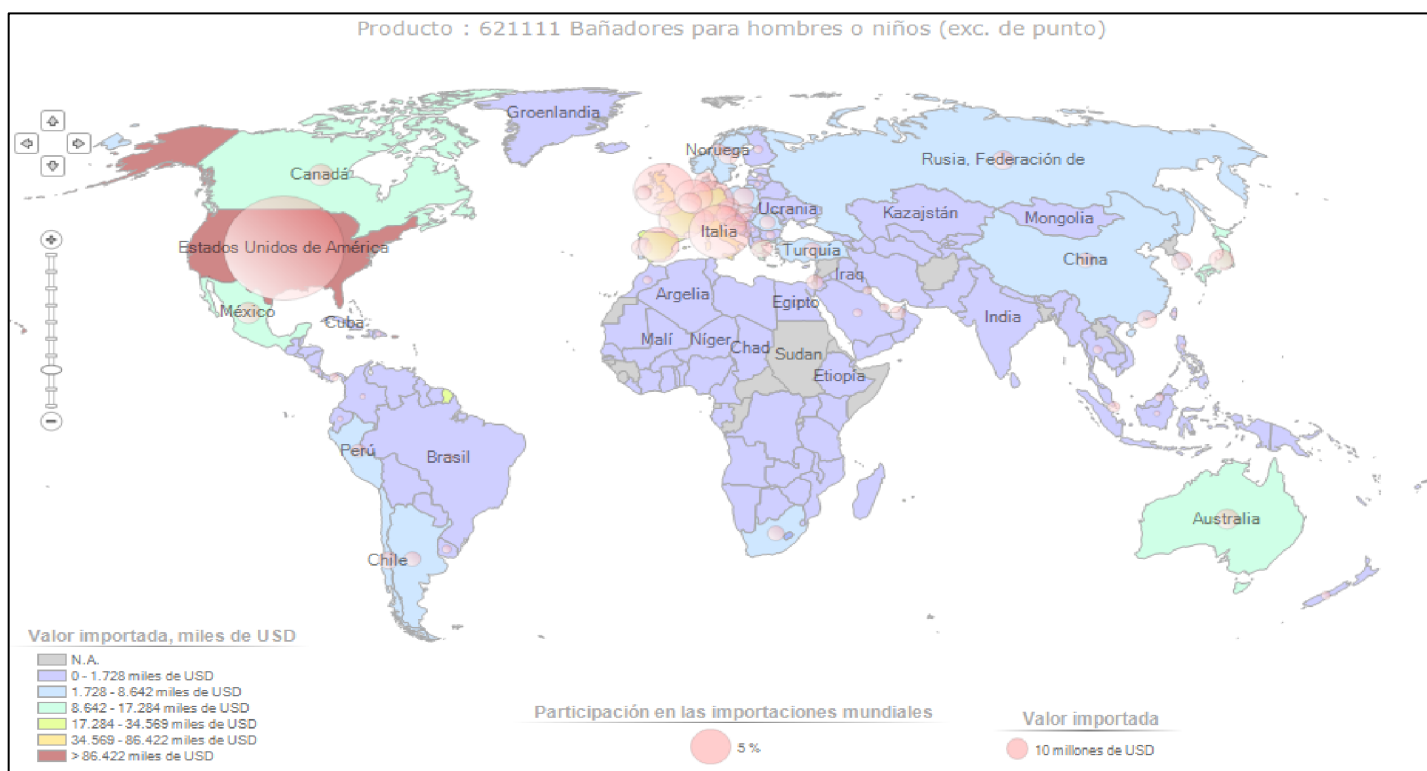 Producto : 621111 Bañadores para hombres o niños (exc. de punto)
Groenlandia
Noruega
Rusia, Federación de
Canadá
Ucrania
Kazajstán
Mongolia
Estados Unidos de América
Italia
Turquía
China
Iraq
México
Cuba
Argelia
Egipto
India
Malí
Níger
Chad
Sudan
Etiopía
Perú
Brasil
Chile
Australia
Valor importada, miles de USD
N.A.
0 - 1.728 miles de USD
1.728 - 8.642 miles de USD
8.642 - 17.284 miles de USD
17.284 - 34.569 miles de USD
34.569 - 86.422 miles de USD
> 86.422 miles de USD
Participación en las importaciones mundiales
5 %
Valor importada
10 millones de USD